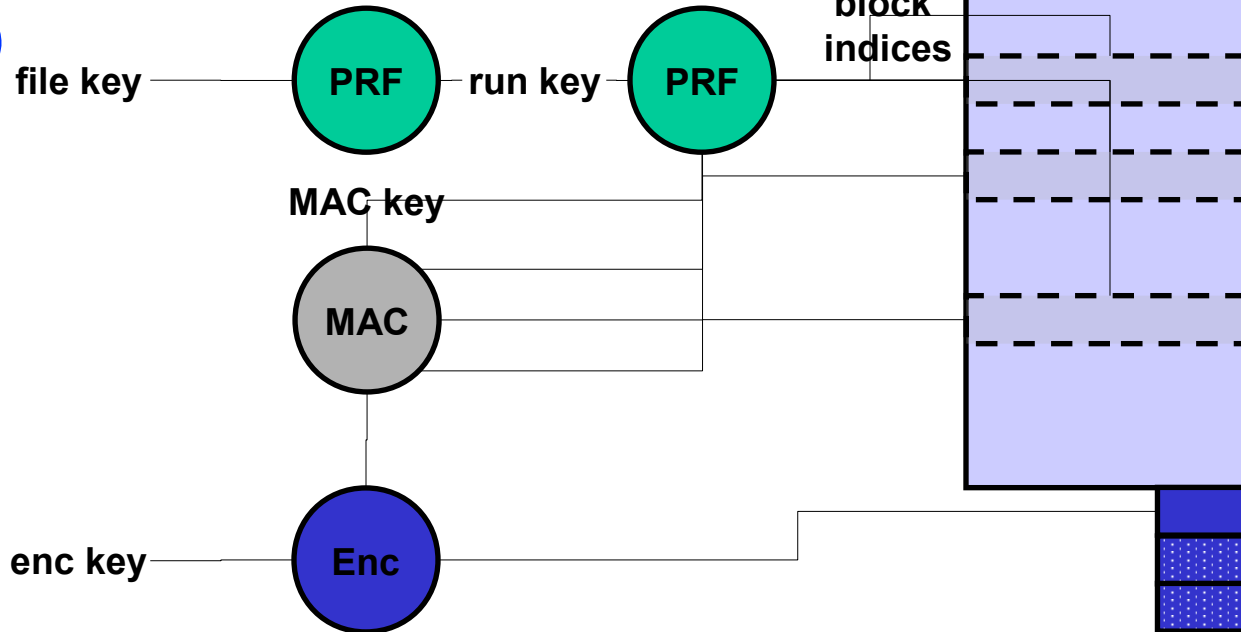 block
indices
file key
PRF
run key
PRF
MAC key
MAC
enc key
Enc